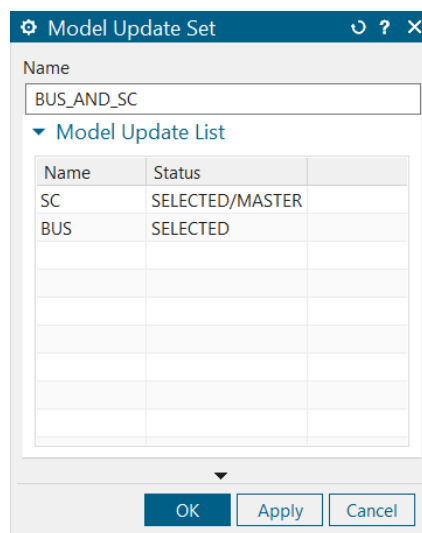 Model Update Set ?
Name
BUS_AND_SC
Model Update List
Name Status
SC SELECTED/MASTER
BUS SELECTED
OK Apply Cancel